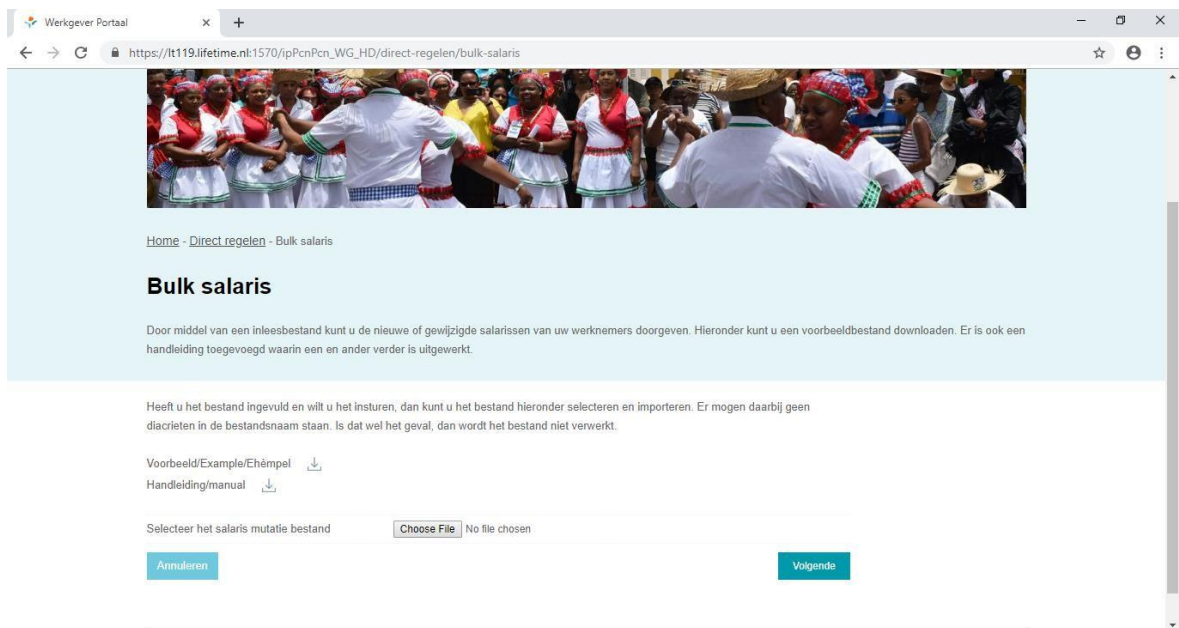 Werkgever Portaal
https://lt119.lifetime.nl:1570/ipPcnPcn_WG_HD/direct-regelen/bulk-salaris
Home - Direct regelen - Bulk salaris
Bulk salaris
Door middel van een inleesbestand kunt u de nieuwe of gewijzigde salarissen van uw werknemers doorgeven. Hieronder kunt u een voorbeeldbestand downloaden. Er is ook een
handleiding toegevoegd waarin een en ander verder is uitgewerkt.
Heeft u het bestand ingevuld en wilt u het insturen, dan kunt u het bestand hieronder selecteren en importeren. Er mogen daarbij geen
diacrieten in de bestandsnaam staan. Is dat wel het geval, dan wordt het bestand niet verwerkt.
Voorbeeld/Example/Ehèmpel
Handleiding/manual
Selecteer het salaris mutatie bestand Choose File No file chosen
Annuleren Volgende